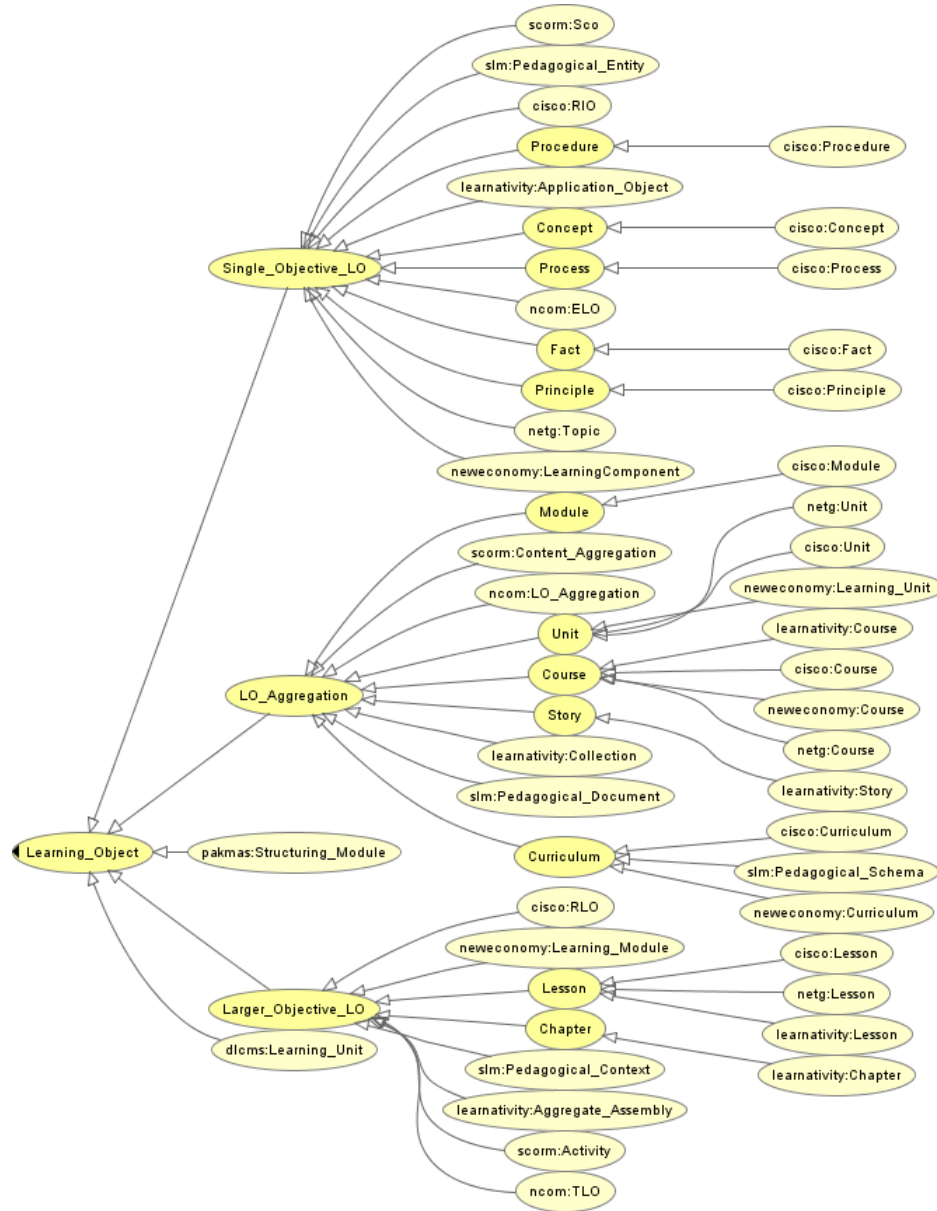 scorm:Sco
slm:Pedagogical_Entity
cisco:RIO
Procedure
cisco:Procedure
learnativity:Application_Object
Concept
cisco:Concept
Single_Objective_LO
Process
cisco:Process
ncom:ELO
Fact
cisco:Fact
Principle
cisco:Principle
netg:Topic
neweconomy:LearningComponent
cisco:Module
Module
netg:Unit
scorm:Content_Aggregation
cisco:Unit
ncom:LO_Aggregation
neweconomy:Learning_Unit
Unit
learnativity:Course
LO_Aggregation
Course
cisco:Course
Story
neweconomy:Course
learnativity:Collection
netg:Course
slm:Pedagogical_Document
learnativity:Story
Learning_Object
pakmas:Structuring_Module
Curriculum
cisco:Curriculum
slm:Pedagogical_Schema
cisco:RLO
neweconomy:Curriculum
neweconomy:Learning_Module
cisco:Lesson
Larger_Objective_LO
Lesson
netg:Lesson
Chapter
learnativity:Lesson
dlcms:Learning_Unit
slm:Pedagogical_Context
learnativity:Chapter
learnativity:Aggregate_Assembly
scorm:Activity
ncom:TLO